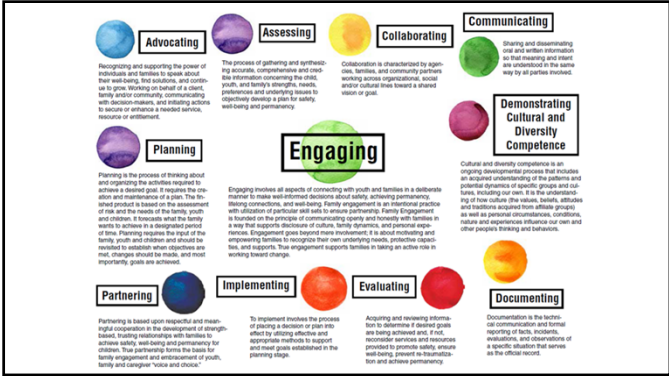 Advocating
Recognizing and supporting the power of
individuals and families to speak about
their well-being, find solutions, and contin-
ue to grow. Working on behalf of a client,
family and/or community, communicating
with decision-makers, and initiating actions
to secure or enhance a needed service,
resource or entitlement.
Assessing
The process of gathering and synthesiz-
ing accurate, comprehensive and cred-
ible information concerning the child,
youth, and family's strengths, needs,
preferences and underlying issues to
objectively develop a plan for safety,
well-being and permanency.
Collaborating
Collaboration is characterized by agen-
cies, families, and community partners
working across organizational, social
and/or cultural lines toward a shared
vision or goal.
Communicating
Sharing and disseminating
oral and written information
so that meaning and intent
are understood in the same
way by all parties involved.
Planning
Planning is the process of thinking about
and organizing the activities required to
achieve a desired goal. It requires the cre-
ation and maintenance of a plan. The fin-
ished product is based on the assessment
of risk and the needs of the family, youth
and children. It forecasts what the family
wants to achieve in a designated period
of time. Planning requires the input of the
family, youth and children and should be
revisited to establish when objectives are
met, changes should be made, and most
importantly, goals are achieved.
Engaging
Engaging involves all aspects of connecting with youth and families in a deliberate
manner to make well-informed decisions about safety, achieving permanency,
lifelong connections, and well-being. Family engagement is an intentional practice
with utilization of particular skill sets to ensure partnership. Family Engagement
is founded on the principle of communicating openly and honestly with families in
a way that supports disclosure of culture, family dynamics, and personal expe-
riences. Engagement goes beyond mere involvement; it is about motivating and
empowering families to recognize their own underlying needs, protective capaci-
ties, and supports. True engagement supports families in taking an active role in
working toward change.
Demonstrating
Cultural and
Diversity
Competence
Cultural and diversity competence is an
ongoing developmental process that includes
an acquired understanding of the patterns and
potential dynamics of specific groups and cul-
tures, including our own. It is the understand-
ing of how culture (the values, beliefs, attitudes
and traditions acquired from affiliate groups)
as well as personal circumstances, conditions,
nature and experiences influence our own and
other people's thinking and behaviors.
Partnering
Partnering is based upon respectful and mean-
ingful cooperation in the development of strength-
based, trusting relationships with families to
achieve safety, well-being and permanency for
children. True partnership forms the basis for
family engagement and embracement of youth,
family and caregiver "voice and choice."
Implementing
To implement involves the process
of placing a decision or plan into
effect by utilizing effective and
appropriate methods to support
and meet goals established in the
planning stage.
Evaluating
Acquiring and reviewing informa-
tion to determine if desired goals
are being achieved and, if not,
reconsider services and resources
provided to promote safety, ensure
well-being, prevent re-traumatiza-
tion and achieve permanency.
Documenting
Documentation is the techni-
cal communication and formal
reporting of facts, incidents,
evaluations, and observations of
a specific situation that serves
as the official record.